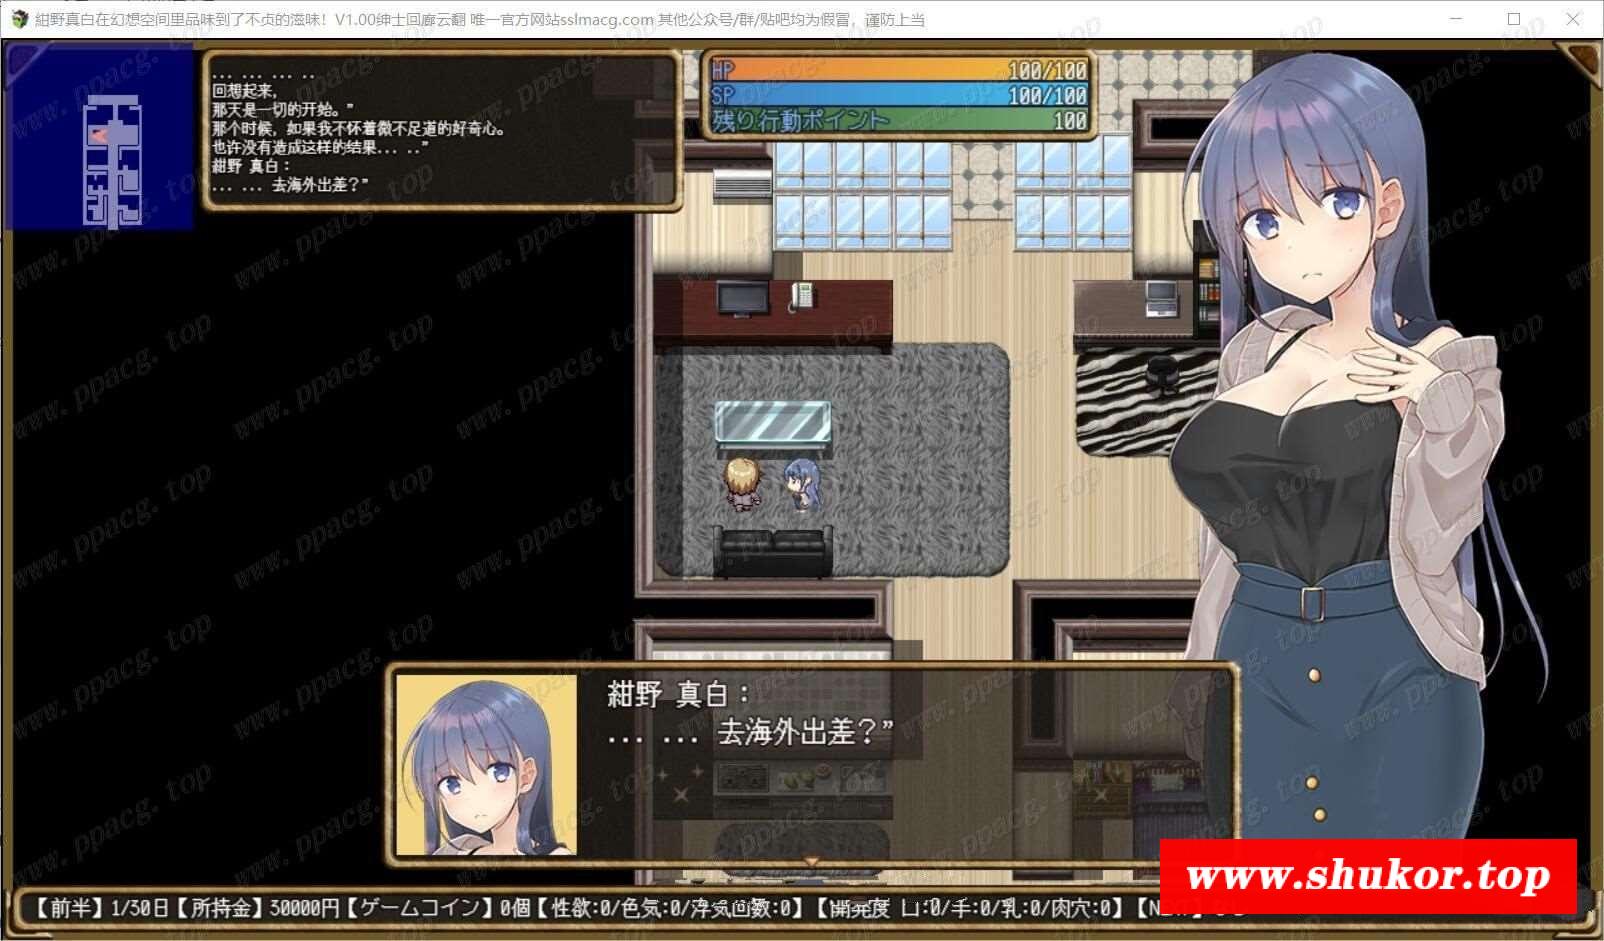 紺野真白在幻想空间里品味到了不贞的滋味！V1.00绅士回廊云翻 唯一官方网站sslmacg.com 其他公众号/群/贴吧均为假冒，谨防上当
... ... ... ..
回想起来，
那天是一切的开始。”
那个时候，如果我不怀着微不足道的好奇心。
也许没有造成这样的结果... ..”
紺野 真白：
... ... 去海外出差？”
HP 100/100
SP 100/100
残り行動ポイント 100
紺野 真白：
... ... 去海外出差？”
www.shukor.top
【前半】1/30日【所持金】30000円【ゲームコイン】0個【性欲:0/色気:0/浮気回数:0】【開発度 口:0/手:0/乳:0/肉穴:0】【NEXT】
www.ppacg.top